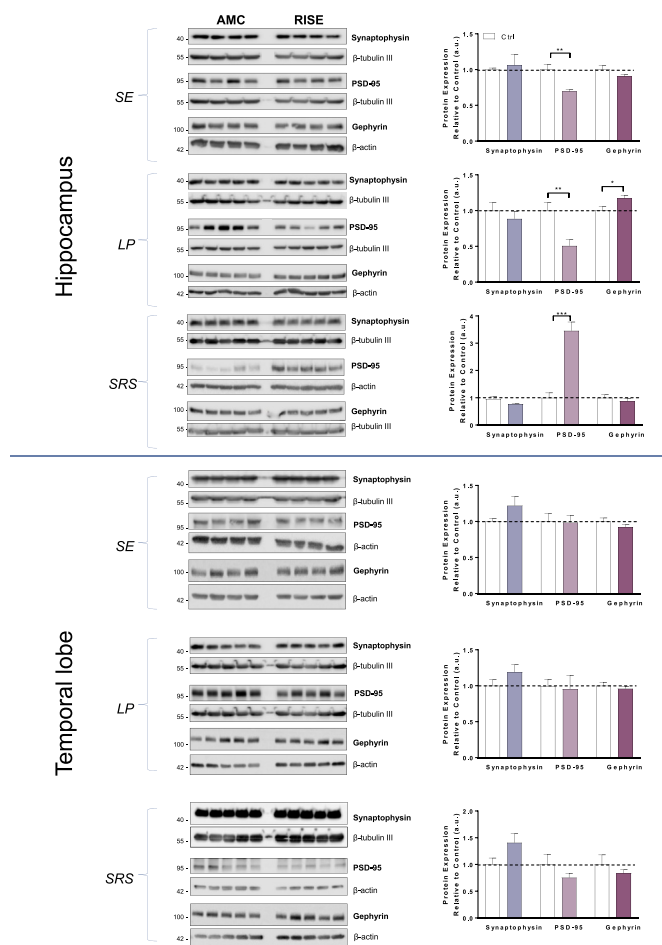 AMC RISE
Hippocampus
SE
40 Synaptophysin
55 β-tubulin III
95 PSD-95
55 β-tubulin III
100 Gephyrin
42 β-actin
Protein Expression
Relative to Control (a.u.)
1.5
1.0
0.5
0.0
Ctrl
**
Synaptophysin PSD-95 Gephyrin
LP
40 Synaptophysin
55 β-tubulin III
95 PSD-95
55 β-tubulin III
100 Gephyrin
42 β-actin
Protein Expression
Relative to Control (a.u.)
1.5
1.0
0.5
0.0
**
*
Synaptophysin PSD-95 Gephyrin
SRS
40 Synaptophysin
55 β-tubulin III
95 PSD-95
42 β-actin
100 Gephyrin
55 β-tubulin III
Protein Expression
Relative to Control (a.u.)
4
3
2
1
0
***
Synaptophysin PSD-95 Gephyrin
Temporal lobe
SE
40 Synaptophysin
55 β-tubulin III
95 PSD-95
42 β-actin
100 Gephyrin
42 β-actin
Protein Expression
Relative to Control (a.u.)
1.5
1.0
0.5
0.0
Synaptophysin PSD-95 Gephyrin
LP
40 Synaptophysin
55 β-tubulin III
95 PSD-95
55 β-tubulin III
100 Gephyrin
42 β-actin
Protein Expression
Relative to Control (a.u.)
1.5
1.0
0.5
0.0
Synaptophysin PSD-95 Gephyrin
SRS
40 Synaptophysin
55 β-tubulin III
95 PSD-95
42 β-actin
100 Gephyrin
42 β-actin
Protein Expression
Relative to Control (a.u.)
2.0
1.5
1.0
0.5
0.0
Synaptophysin PSD-95 Gephyrin